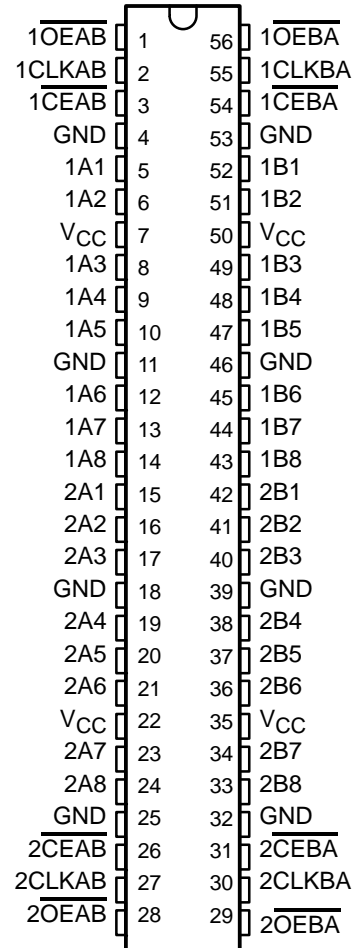 1OEAB 1 56 1OEBA
1CLKAB 2 55 1CLKBA
1CEAB 3 54 1CEBA
GND 4 53 GND
1A1 5 52 1B1
1A2 6 51 1B2
VCC 7 50 VCC
1A3 8 49 1B3
1A4 9 48 1B4
1A5 10 47 1B5
GND 11 46 GND
1A6 12 45 1B6
1A7 13 44 1B7
1A8 14 43 1B8
2A1 15 42 2B1
2A2 16 41 2B2
2A3 17 40 2B3
GND 18 39 GND
2A4 19 38 2B4
2A5 20 37 2B5
2A6 21 36 2B6
VCC 22 35 VCC
2A7 23 34 2B7
2A8 24 33 2B8
GND 25 32 GND
2CEAB 26 31 2CEBA
2CLKAB 27 30 2CLKBA
2OEAB 28 29 2OEBA